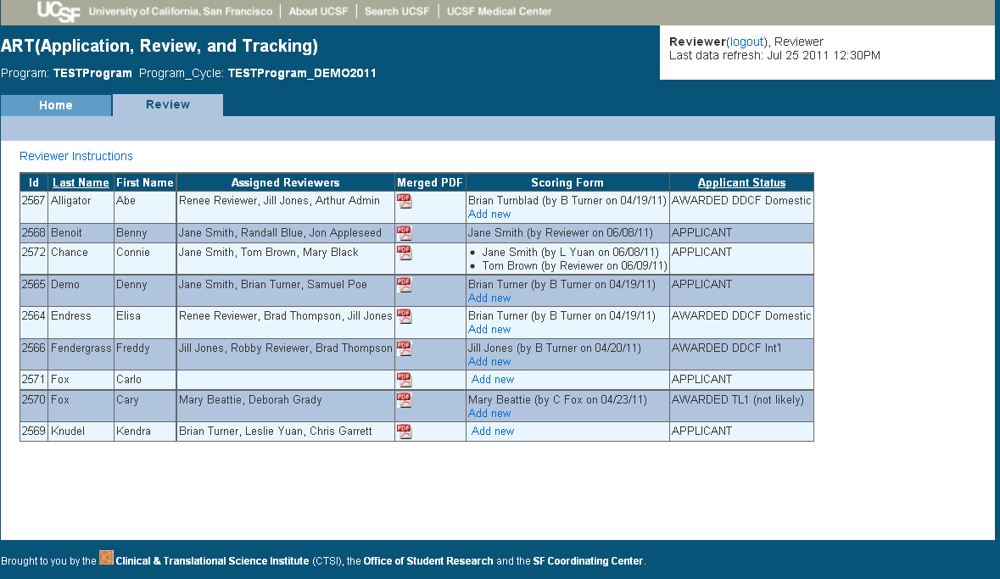 UCSF University of California, San Francisco | About UCSF | Search UCSF | UCSF Medical Center
ART(Application, Review, and Tracking)
Reviewer(logout), Reviewer
Last data refresh: Jul 25 2011 12:30PM
Program: TESTProgram Program_Cycle: TESTProgram_DEMO2011
Home Review
Reviewer Instructions
Id Last Name First Name Assigned Reviewers Merged PDF Scoring Form Applicant Status
2567 Alligator Abe Renee Reviewer, Jill Jones, Arthur Admin PDF Brian Turnblad (by B Turner on 04/19/11) AWARDED DDCF Domestic
Add new
2568 Benoit Benny Jane Smith, Randall Blue, Jon Appleseed PDF Jane Smith (by Reviewer on 06/08/11) APPLICANT
2572 Chance Connie Jane Smith, Tom Brown, Mary Black PDF • Jane Smith (by L Yuan on 06/08/11) APPLICANT
• Tom Brown (by Reviewer on 06/09/11)
2565 Demo Denny Jane Smith, Brian Turner, Samuel Poe PDF Brian Turner (by B Turner on 04/19/11) APPLICANT
Add new
2564 Endress Elisa Renee Reviewer, Brad Thompson, Jill Jones PDF Brian Turner (by B Turner on 04/19/11) AWARDED DDCF Domestic
Add new
2566 Fendergrass Freddy Jill Jones, Robby Reviewer, Brad Thompson PDF Jill Jones (by B Turner on 04/20/11) AWARDED DDCF Int'l
Add new
2571 Fox Carlo PDF Add new APPLICANT
2570 Fox Cary Mary Beattie, Deborah Grady PDF Mary Beattie (by C Fox on 04/23/11) AWARDED TL1 (not likely)
Add new
2569 Knudel Kendra Brian Turner, Leslie Yuan, Chris Garrett PDF Add new APPLICANT
Brought to you by the Clinical & Translational Science Institute (CTSI), the Office of Student Research and the SF Coordinating Center.